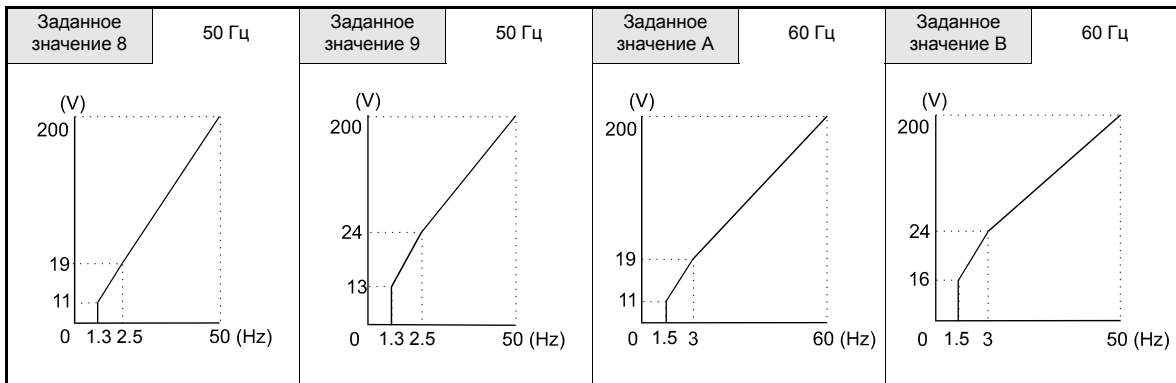 Заданное
значение 8
50 Гц
(V)
200
19
11
0 1.3 2.5 50 (Hz)
Заданное
значение 9
50 Гц
(V)
200
24
13
0 1.3 2.5 50 (Hz)
Заданное
значение A
60 Гц
(V)
200
19
11
0 1.5 3 60 (Hz)
Заданное
значение B
60 Гц
(V)
200
24
16
0 1.5 3 50 (Hz)